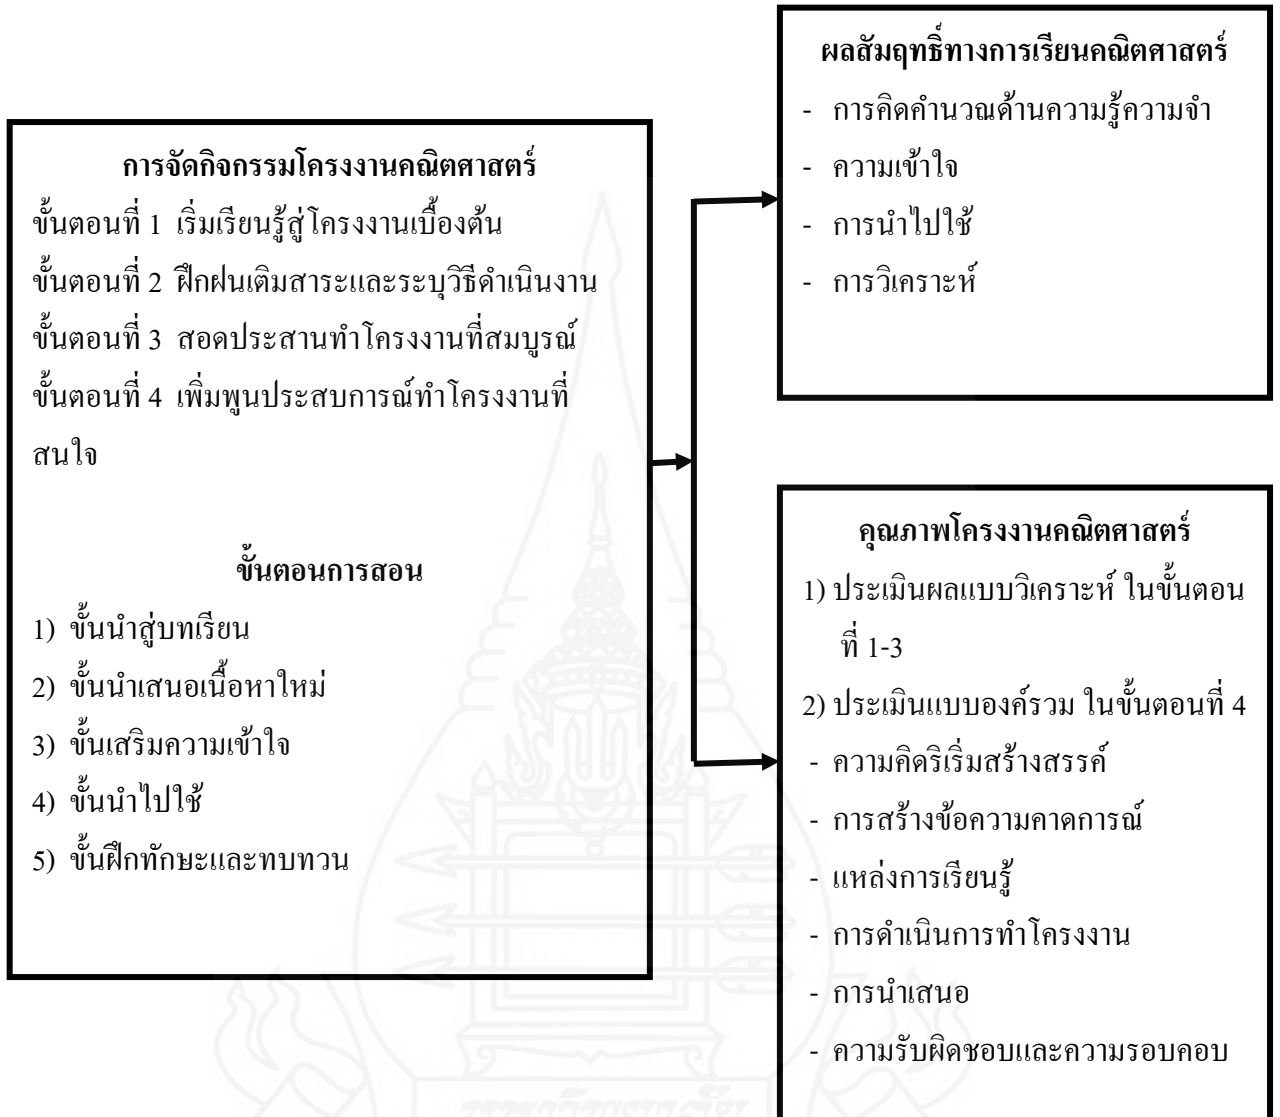 การจัดกิจกรรมโครงงานคณิตศาสตร์
ขั้นตอนที่ 1 เริ่มเรียนรู้สู่โครงงานเบื้องต้น
ขั้นตอนที่ 2 ฝึกฝนเติมสาระและระบุวิธีดำเนินงาน
ขั้นตอนที่ 3 สอดประสานทำโครงงานที่สมบูรณ์
ขั้นตอนที่ 4 เพิ่มพูนประสบการณ์ทำโครงงานที่
สนใจ
ขั้นตอนการสอน
1) ขั้นนำสู่บทเรียน
2) ขั้นนำเสนอเนื้อหาใหม่
3) ขั้นเสริมความเข้าใจ
4) ขั้นนำไปใช้
5) ขั้นฝึกทักษะและทบทวน
ผลสัมฤทธิ์ทางการเรียนคณิตศาสตร์
- การคิดคำนวณด้านความรู้ความจำ
- ความเข้าใจ
- การนำไปใช้
- การวิเคราะห์
คุณภาพโครงงานคณิตศาสตร์
1) ประเมินผลแบบวิเคราะห์ ในขั้นตอน
ที่ 1-3
2) ประเมินแบบองค์รวม ในขั้นตอนที่ 4
- ความคิดริเริ่มสร้างสรรค์
- การสร้างข้อความคาดการณ์
- แหล่งการเรียนรู้
- การดำเนินการทำโครงงาน
- การนำเสนอ
- ความรับผิดชอบและความรอบคอบ